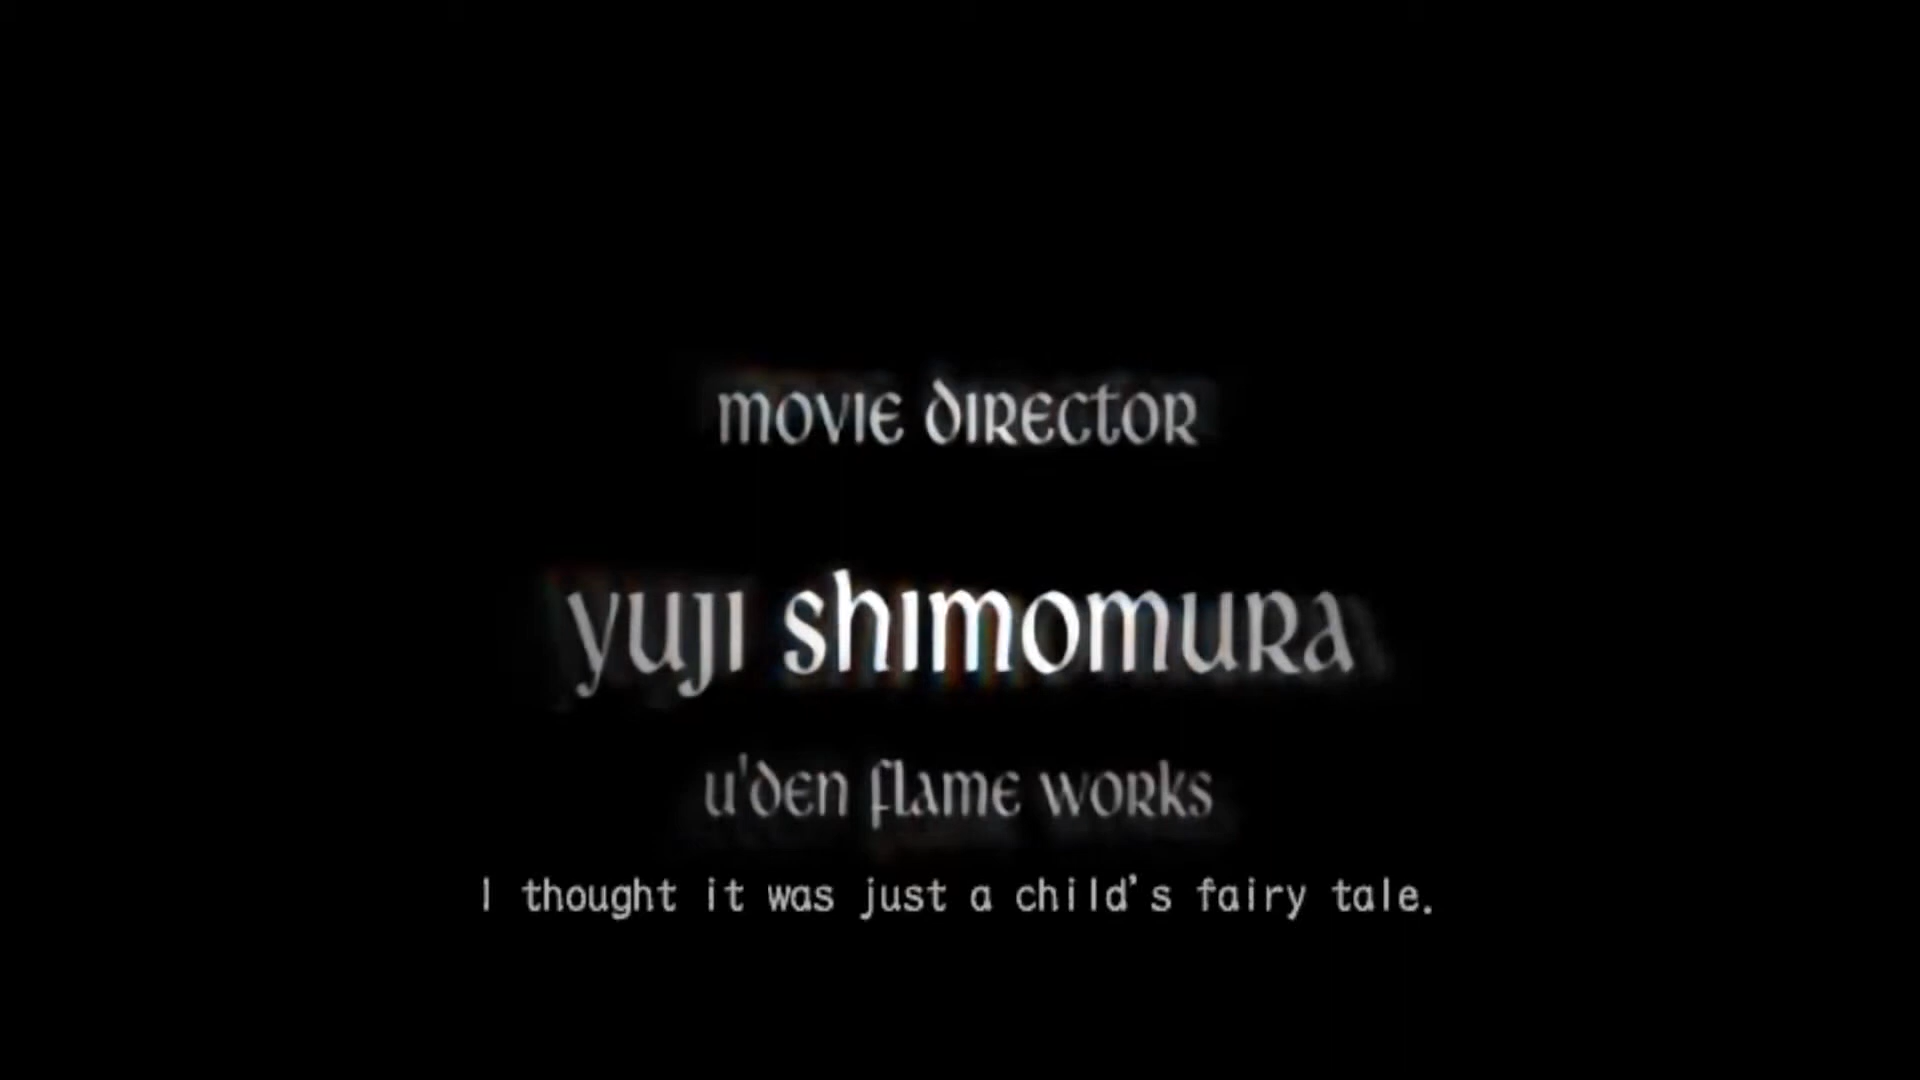 movie director
yuji shimomura
u'den flame works
I thought it was just a child's fairy tale.